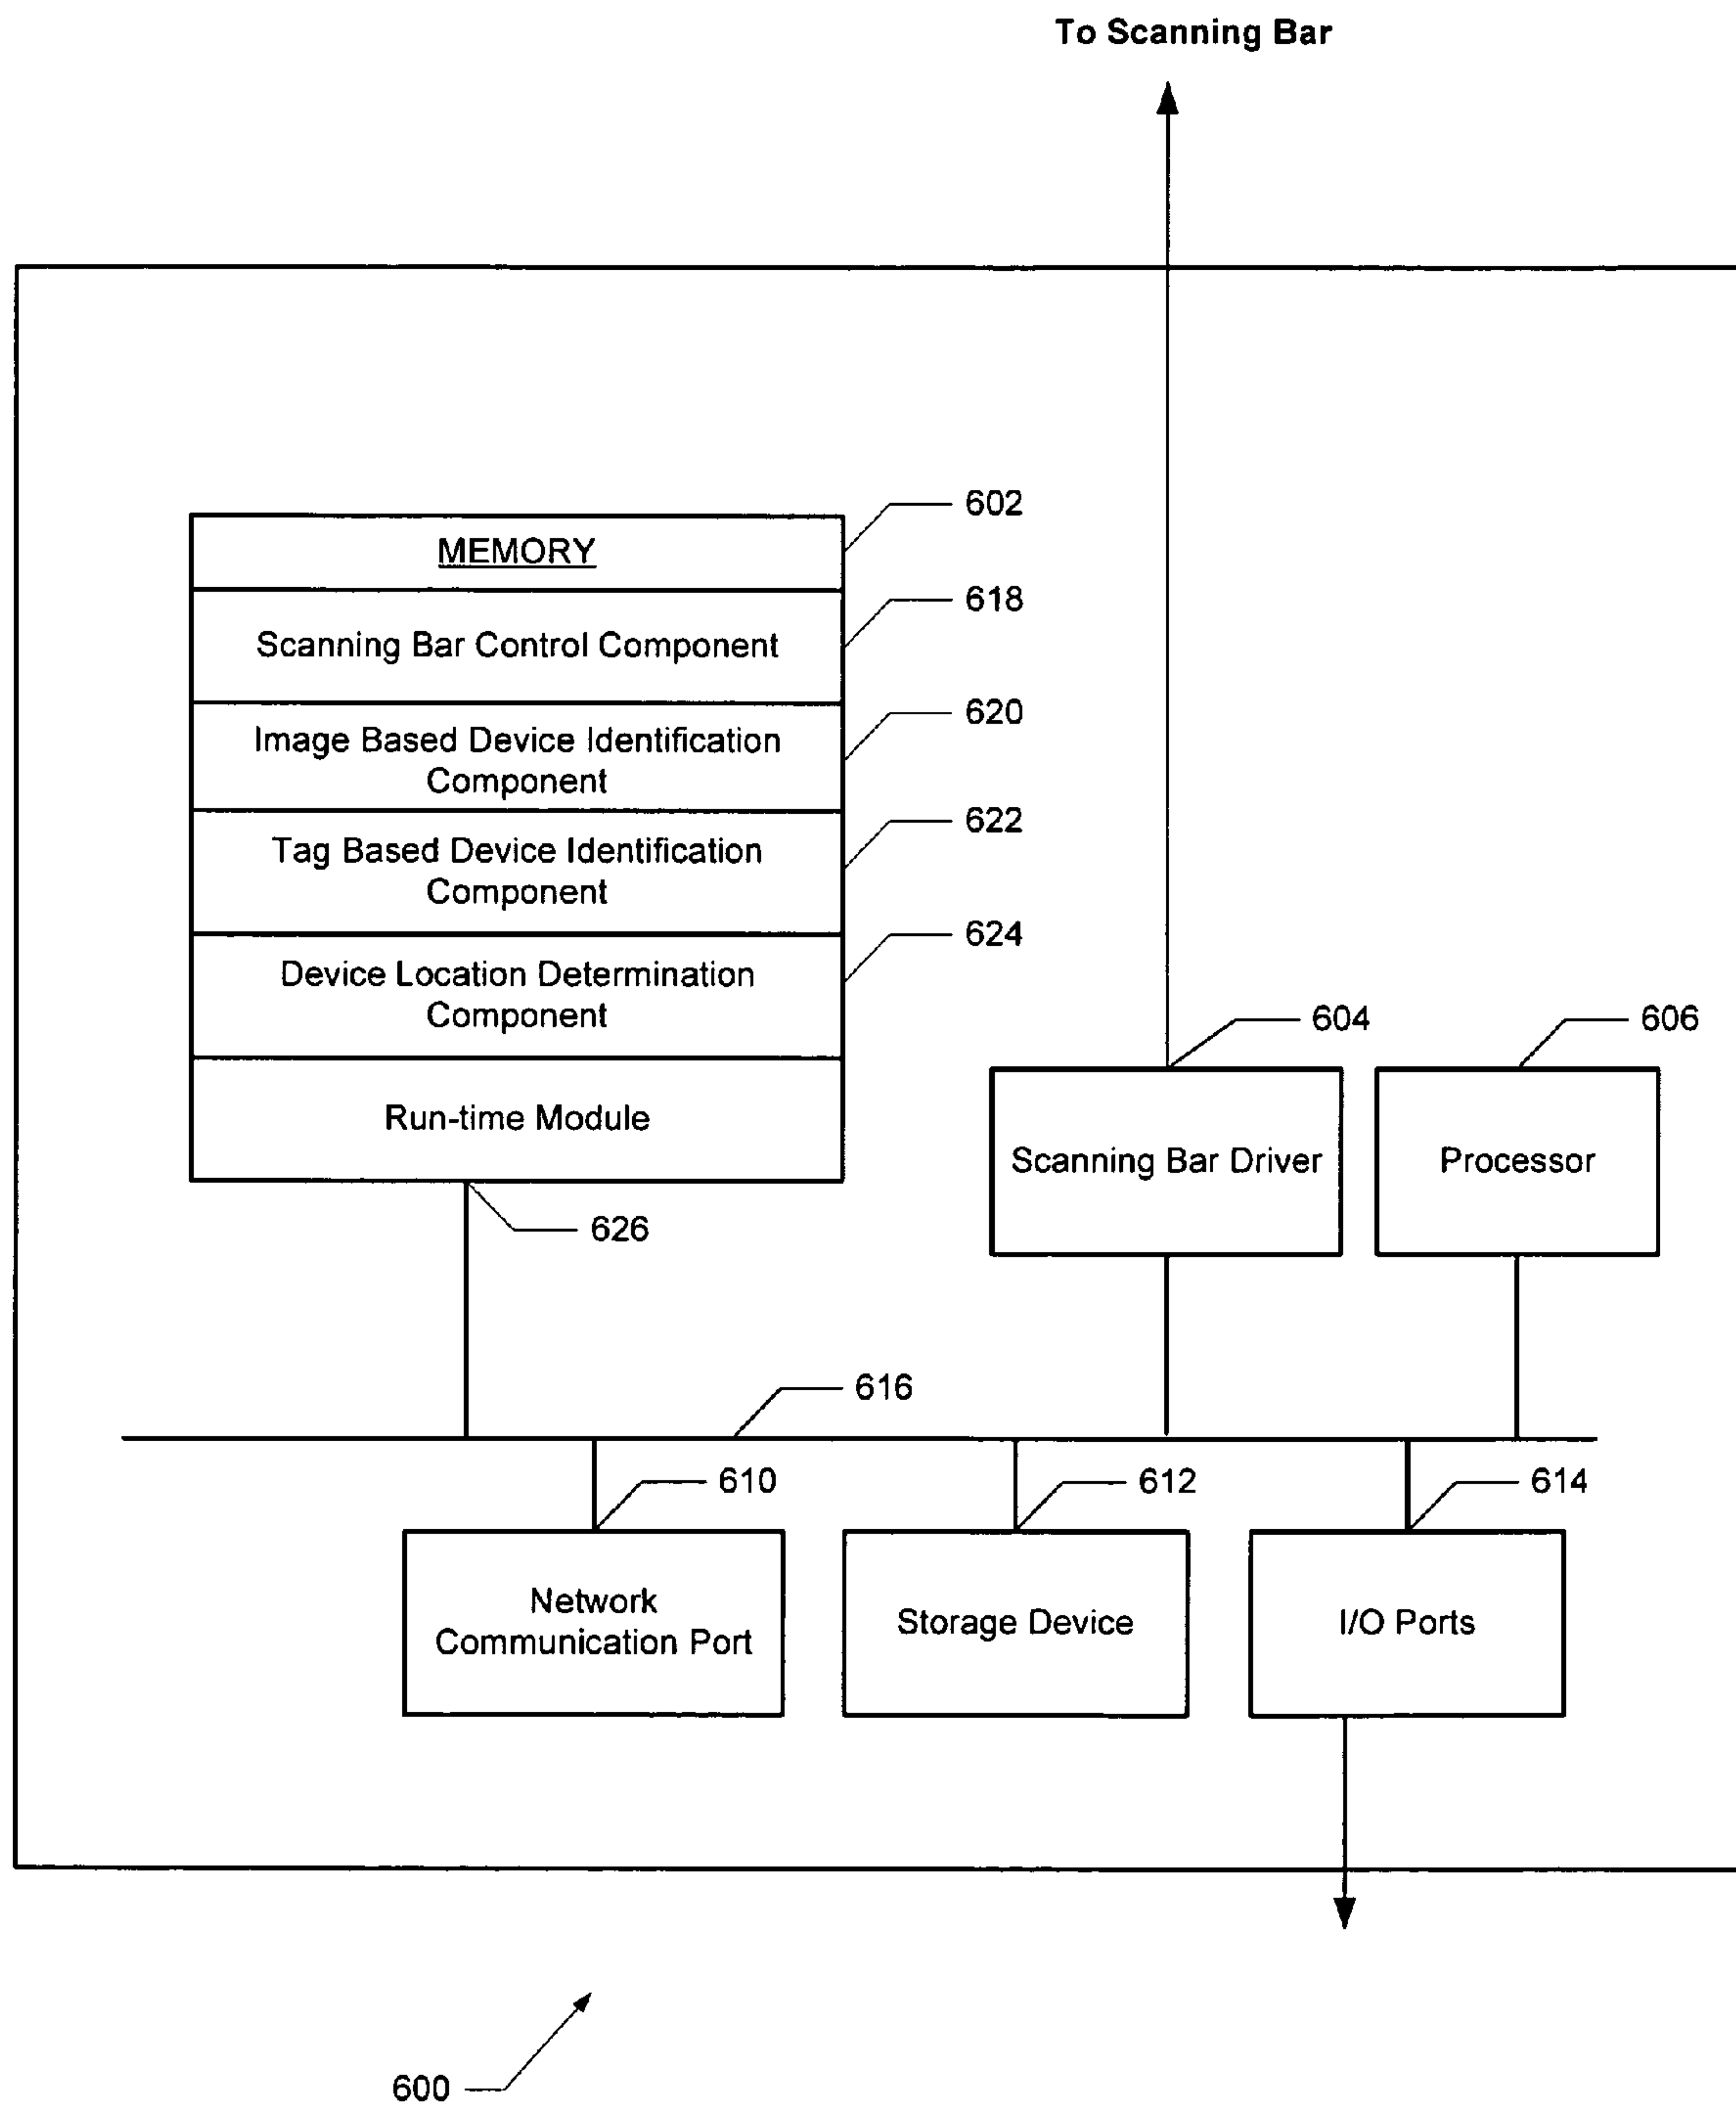 To Scanning Bar
602
MEMORY
618
Scanning Bar Control Component
620
Image Based Device Identification
Component
622
Tag Based Device Identification
Component
624
Device Location Determination
Component
604
606
Run-time Module
Scanning Bar Driver
Processor
626
616
610
612
614
Network
Communication Port
Storage Device
I/O Ports
600